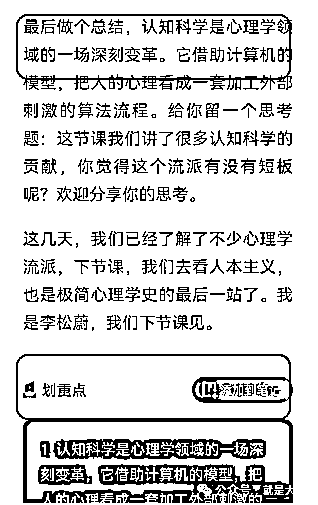 最后做个总结，认知科学是心理学领
域的一场深刻变革。它借助计算机的
模型，把人的心理看成一套加工外部
刺激的算法流程。给你留一个思考
题：这节课我们讲了很多认知科学的
贡献，你觉得这个流派有没有短板
呢？欢迎分享你的思考。
这几天，我们已经了解了不少心理学
流派，下节课，我们去看人本主义，
也是极简心理学史的最后一站了。我
是李松蔚，我们下节课见。
划重点
添加到笔记
1 认知科学是心理学领域的一场深
刻变革，它借助计算机的模型，把
人的心理看成一套加工外部刺激的
公众号：就是大